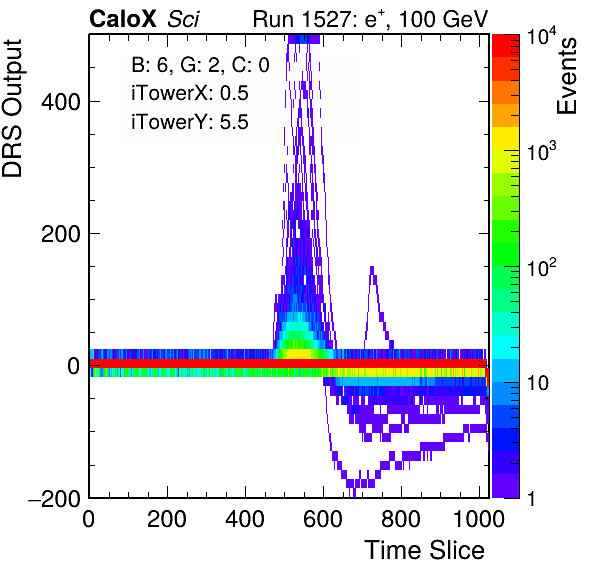 CaloX Sci Run 1527: e⁺, 100 GeV
B: 6, G: 2, C: 0
iTowerX: 0.5
iTowerY: 5.5
DRS Output
400
200
0
−200
0 200 400 600 800 1000
Time Slice
Events
10⁴
10³
10²
10
1